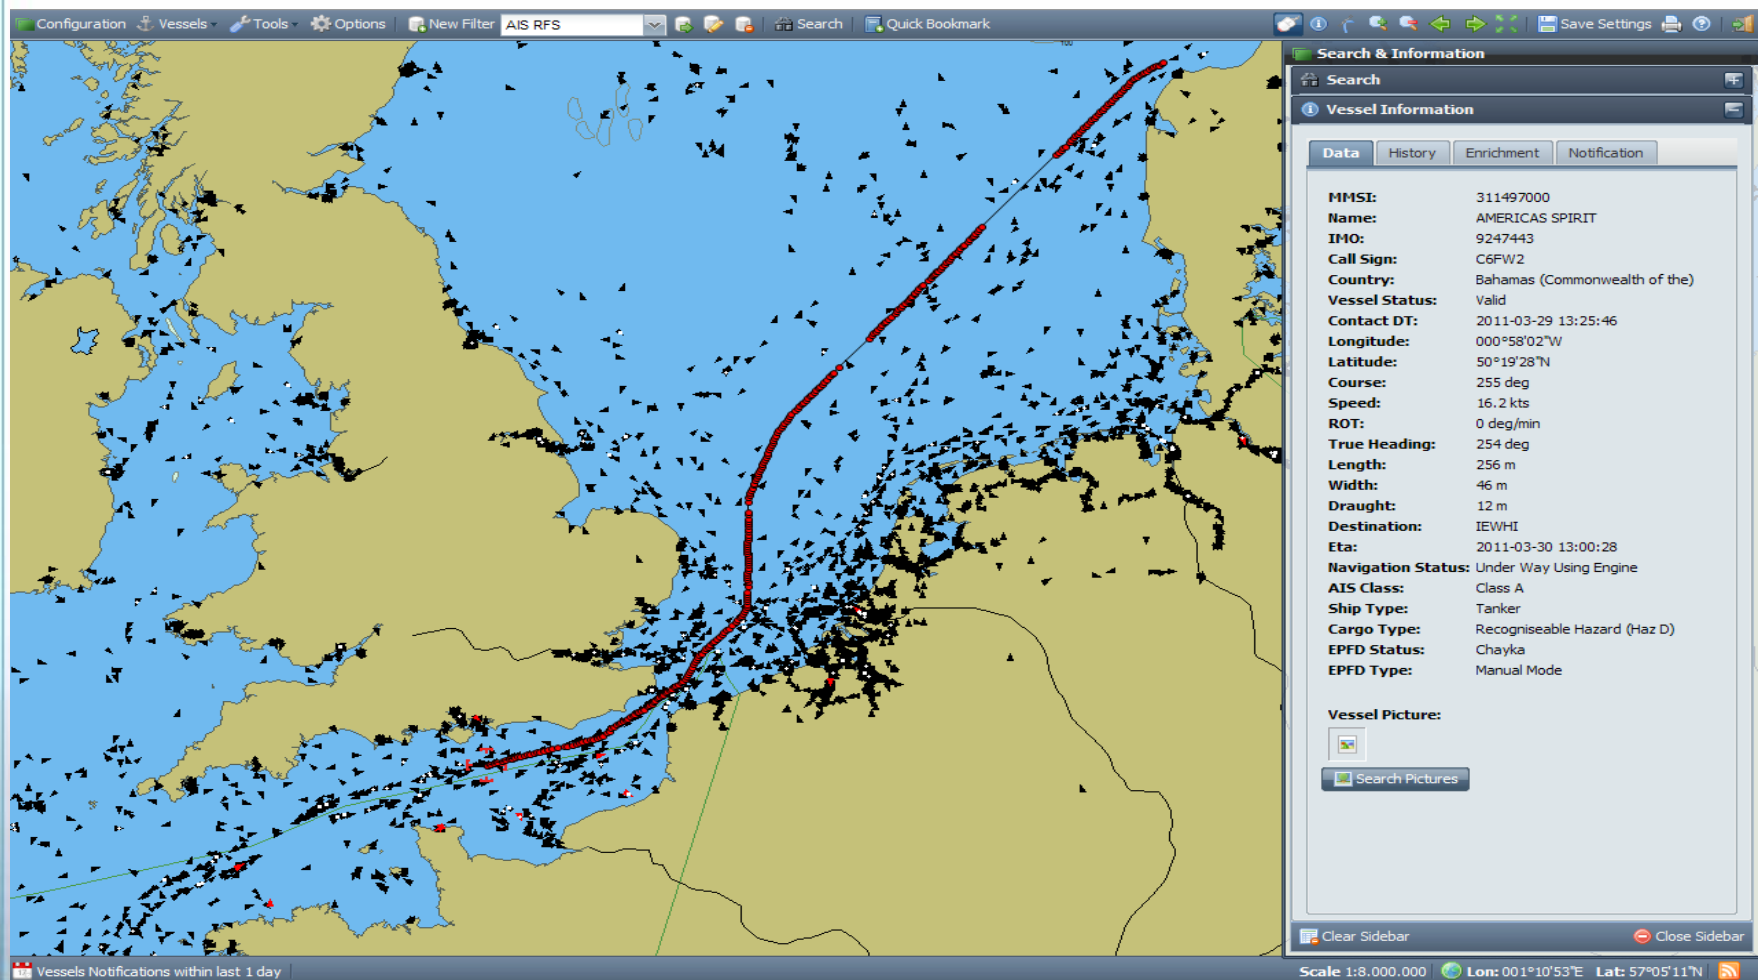 Configuration Vessels Tools Options New Filter AIS RFS Search Quick Bookmark Save Settings
Search & Information
Search
Vessel Information
Data History Enrichment Notification
MMSI: 311497000
Name: AMERICAS SPIRIT
IMO: 9247443
Call Sign: C6FW2
Country: Bahamas (Commonwealth of the)
Vessel Status: Valid
Contact DT: 2011-03-29 13:25:46
Longitude: 000°58'02"W
Latitude: 50°19'28"N
Course: 255 deg
Speed: 16.2 kts
ROT: 0 deg/min
True Heading: 254 deg
Length: 256 m
Width: 46 m
Draught: 12 m
Destination: IEWHI
Eta: 2011-03-30 13:00:28
Navigation Status: Under Way Using Engine
AIS Class: Class A
Ship Type: Tanker
Cargo Type: Recogniseable Hazard (Haz D)
EPFD Status: Chayka
EPFD Type: Manual Mode
Vessel Picture:
Search Pictures
Clear Sidebar Close Sidebar
Vessels Notifications within last 1 day Scale 1:8.000.000 Lon: 001°10'53"E Lat: 57°05'11"N